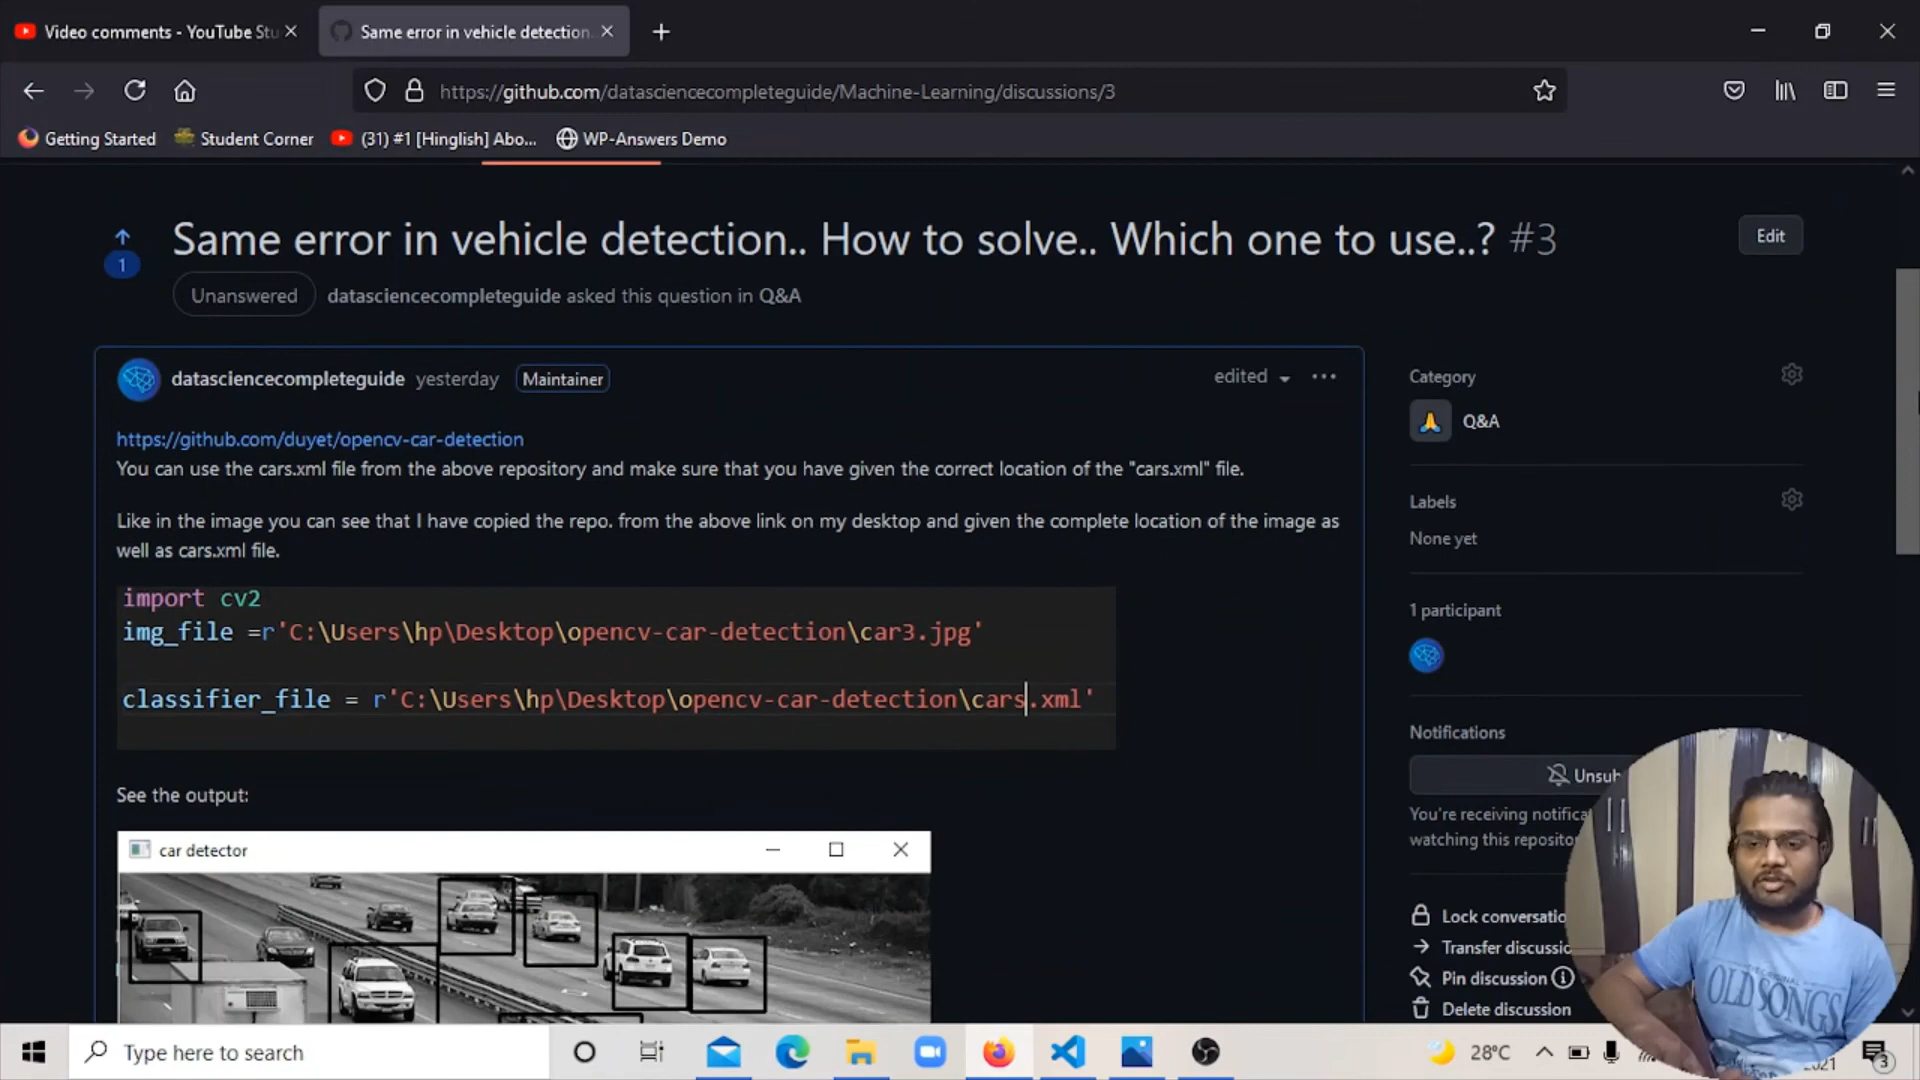 Video comments - YouTube Stu
Same error in vehicle detection.
https://github.com/datasciencecompleteguide/Machine-Learning/discussions/3
Getting Started
Student Corner
(31) #1 [Hinglish] Abo...
WP-Answers Demo
1
Same error in vehicle detection.. How to solve.. Which one to use..? #3
Edit
Unanswered
datasciencecompleteguide asked this question in Q&A
datasciencecompleteguide yesterday Maintainer
edited
https://github.com/duyet/opencv-car-detection
You can use the cars.xml file from the above repository and make sure that you have given the correct location of the "cars.xml" file.
Like in the image you can see that I have copied the repo. from the above link on my desktop and given the complete location of the image as
well as cars.xml file.
import cv2
img_file =r'C:\Users\hp\Desktop\opencv-car-detection\car3.jpg'
classifier_file = r'C:\Users\hp\Desktop\opencv-car-detection\cars.xml'
See the output:
car detector
Category
Q&A
Labels
None yet
1 participant
Notifications
Unsub
You're receiving notifica
watching this reposito
Lock conversatio
Transfer discussio
Pin discussion
Delete discussion
OLD SONGS
Type here to search
28°C
2021
3